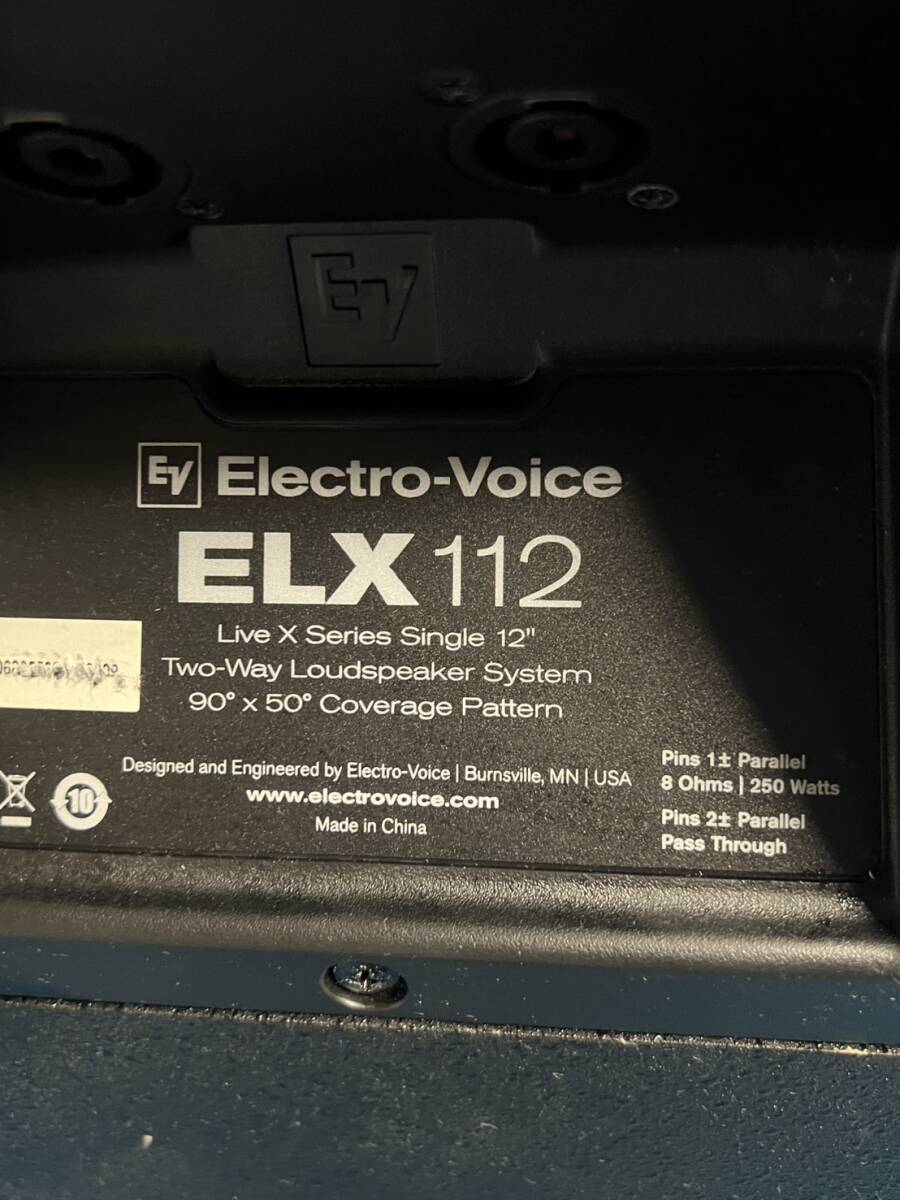 EV
EV Electro-Voice
ELX112
Live X Series Single 12"
Two-Way Loudspeaker System
90° x 50° Coverage Pattern
Designed and Engineered by Electro-Voice | Burnsville, MN | USA
www.electrovoice.com
Made in China
10
Pins 1± Parallel
8 Ohms | 250 Watts
Pins 2± Parallel
Pass Through